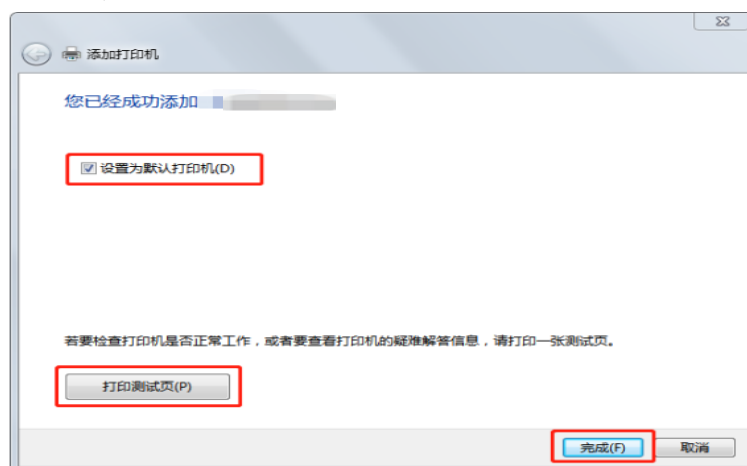 添加打印机
您已经成功添加
设置为默认打印机(D)
若要检查打印机是否正常工作，或者要查看打印机的疑难解答信息，请打印一张测试页。
打印测试页(P)
完成(F) 取消